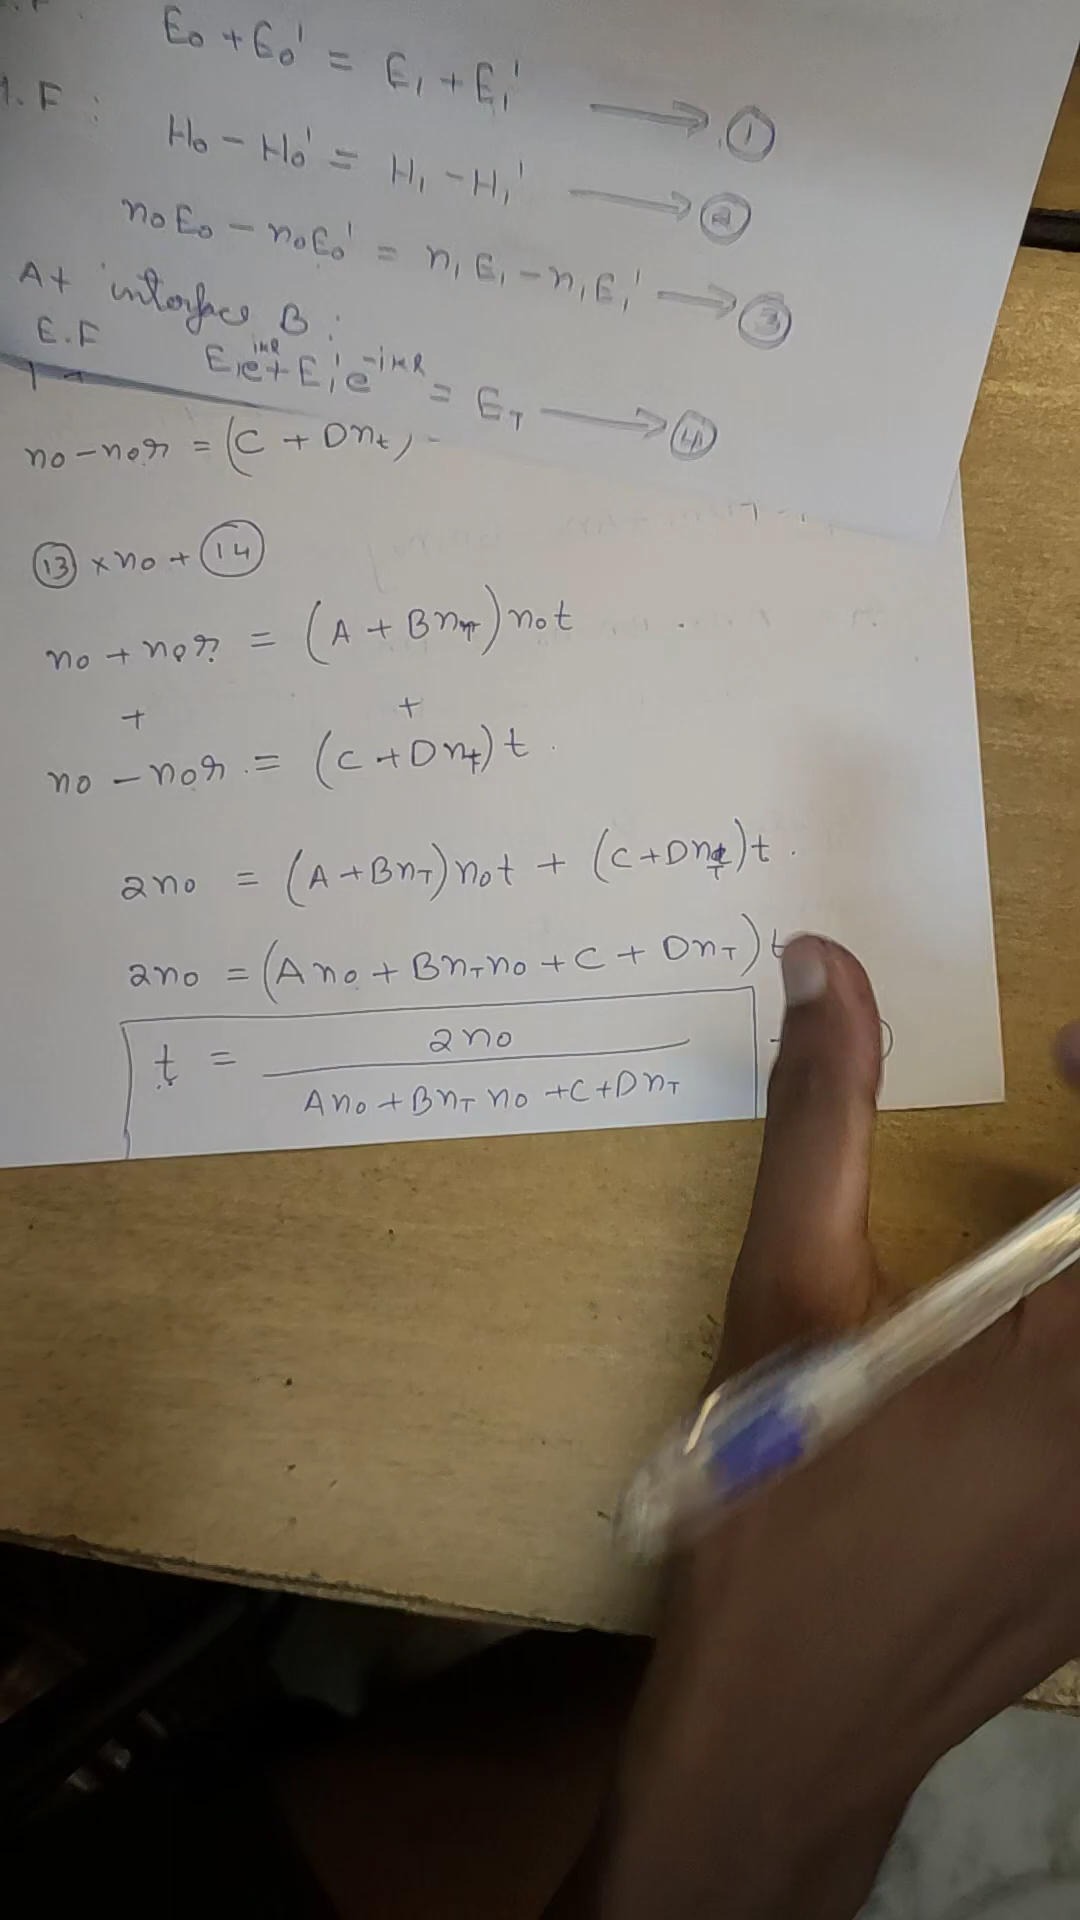 E₀ + E₀' = E₁ + E₁' → ①
H₀ - H₀' = H₁ - H₁' → ②
n₀E₀ - n₀E₀' = n₁E₁ - n₁E₁' → ③
At interface B :
E.F
E₁e^{ikl} + E₁'e^{-ikl} = E_T → ④
n₀ - n₀r = (C + Dn_t)
⑬ × n₀ + ⑭
n₀ + n₀r = (A + Bn_T) n₀t
+ +
n₀ - n₀r = (C + Dn_t) t .
2n₀ = (A + Bn_T) n₀t + (C + Dn_T) t .
2n₀ = (An₀ + Bn_T n₀ + C + Dn_T) t
t = 2n₀ / An₀ + Bn_T n₀ + C + Dn_T